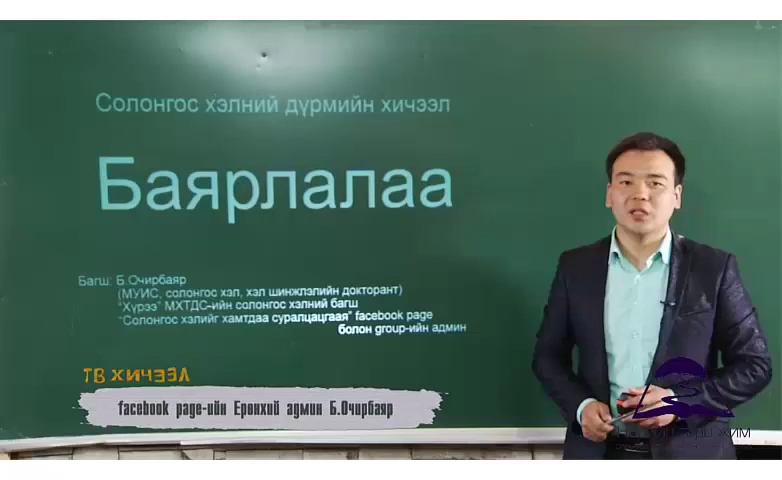 Солонгос хэлний дүрмийн хичээл
Баярлалаа
Багш: Б.Очирбаяр
(МУИС, солонгос хэл, хэл шинжлэлийн докторант)
"Хүрээ" МХТДС-ийн солонгос хэлний багш
"Солонгос хэлийг хамтдаа суралцацгаая" facebook page
болон group-ийн админ
ТВ ХИЧЭЭЛ
facebook page-ийн Ерөнхий админ Б.Очирбаяр